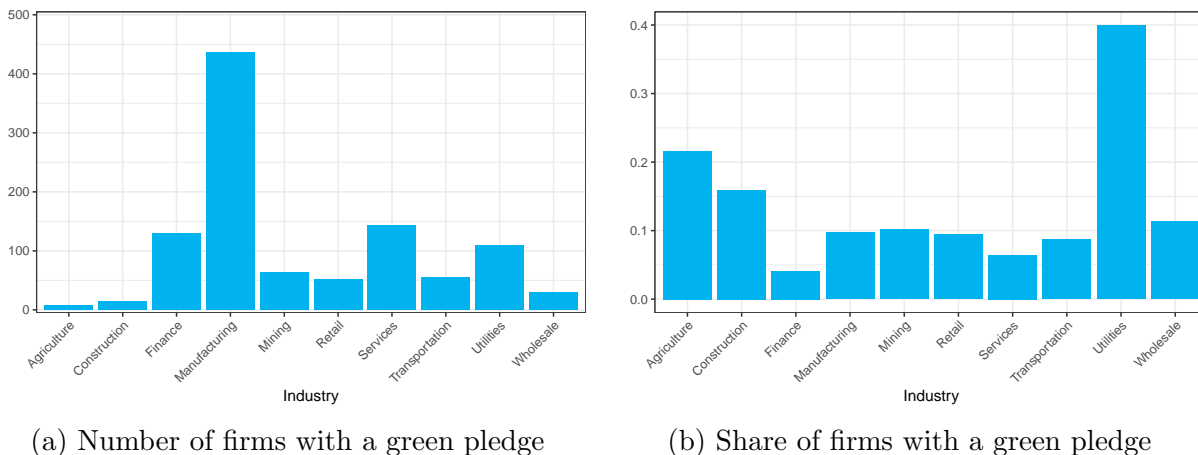 500
400
300
200
100
0
Agriculture
Construction
Finance
Manufacturing
Mining
Retail
Services
Transportation
Utilities
Wholesale
Industry
(a) Number of firms with a green pledge
0.4
0.3
0.2
0.1
0.0
Agriculture
Construction
Finance
Manufacturing
Mining
Retail
Services
Transportation
Utilities
Wholesale
Industry
(b) Share of firms with a green pledge